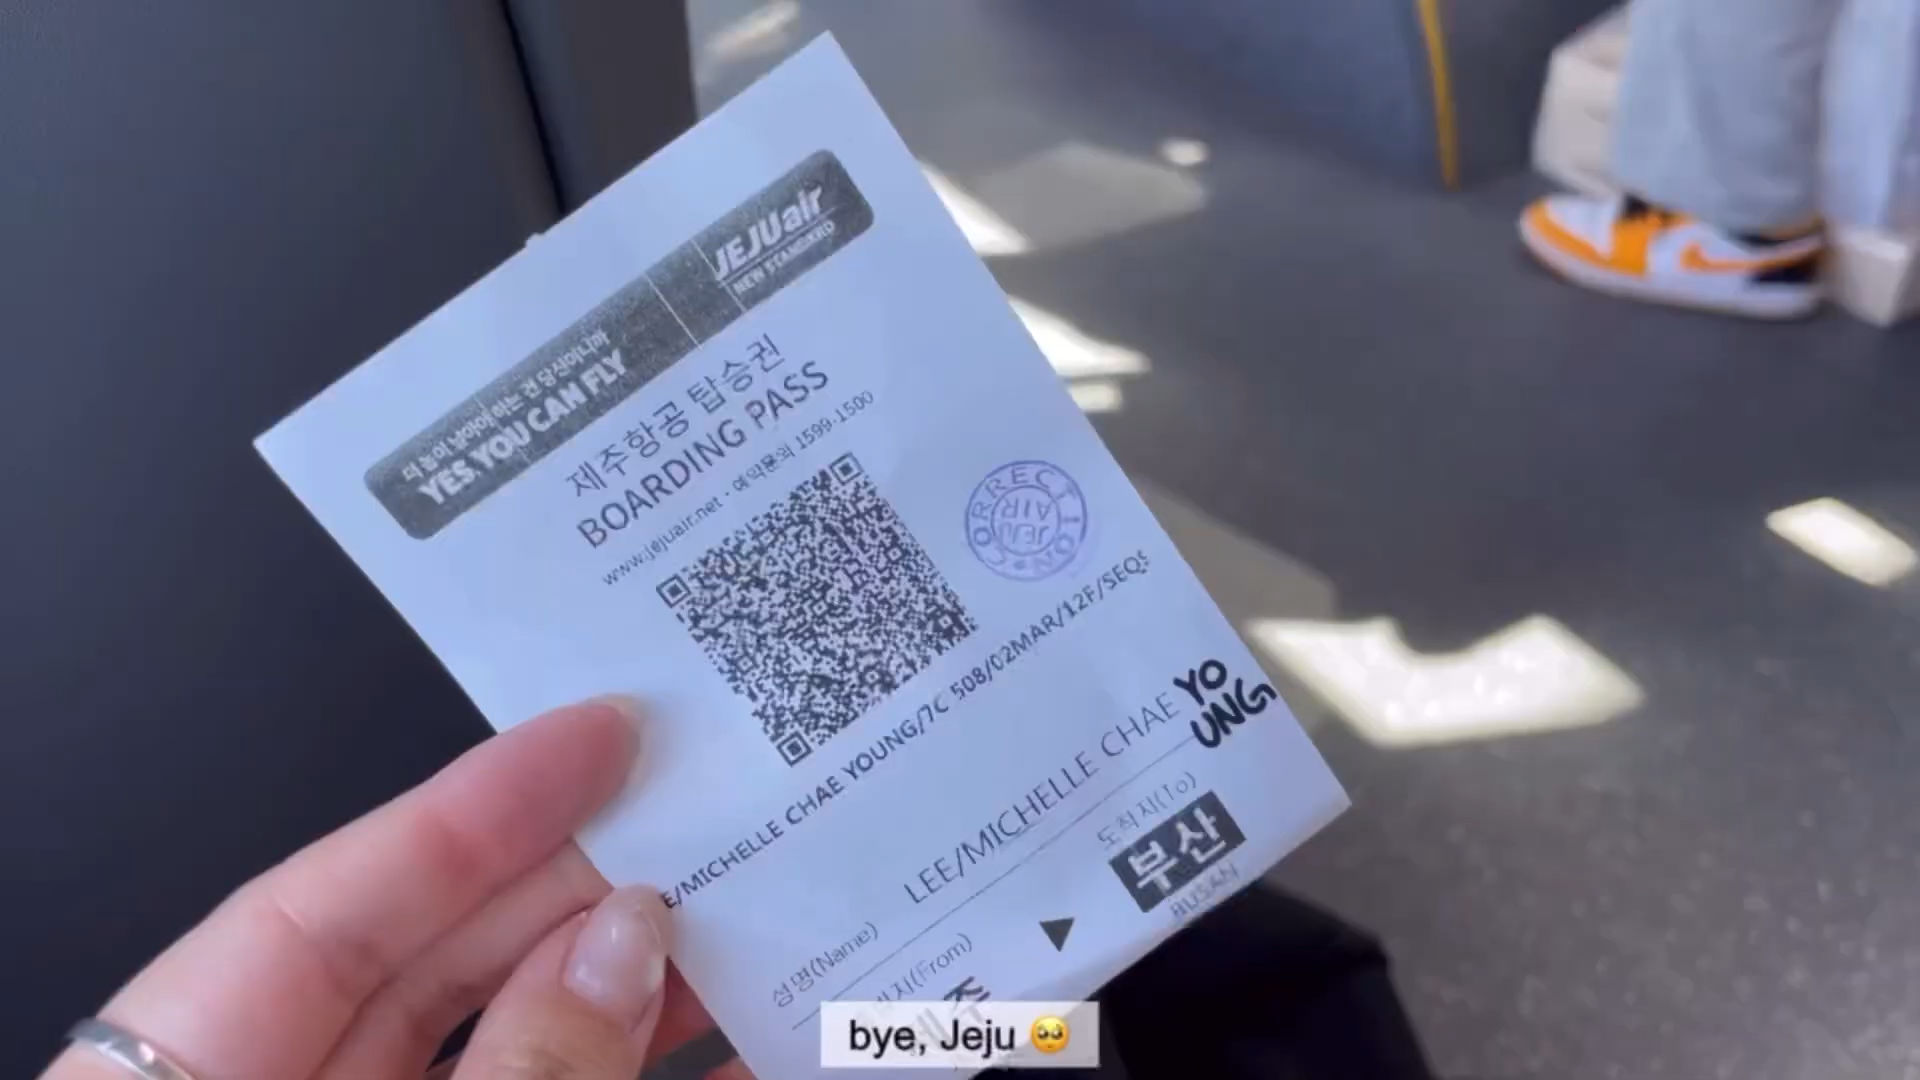 JEJUair
NEW STANDARD
더 높이 날아야 하는 건 당신이니까
YES, YOU CAN FLY
제주항공 탑승권
BOARDING PASS
www.jejuair.net · 예약문의 1599-1500
CORRECTION
JEJU AIR
E/MICHELLE CHAE YOUNG/7C 508/02MAR/12F/SEQ
성명(Name) LEE/MICHELLE CHAE YOUNG
도착지(To)
부산
BUSAN
(From)
bye, Jeju 🥺